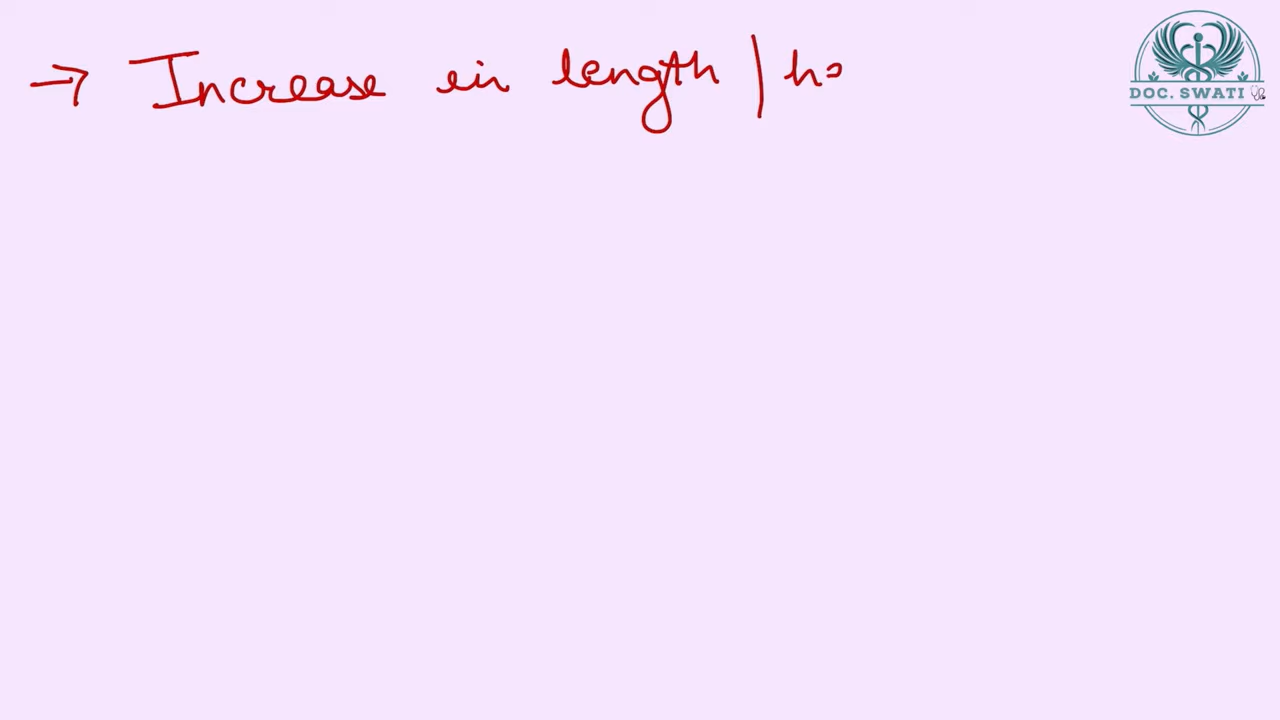 → Increase in length | h
DOC. SWATI